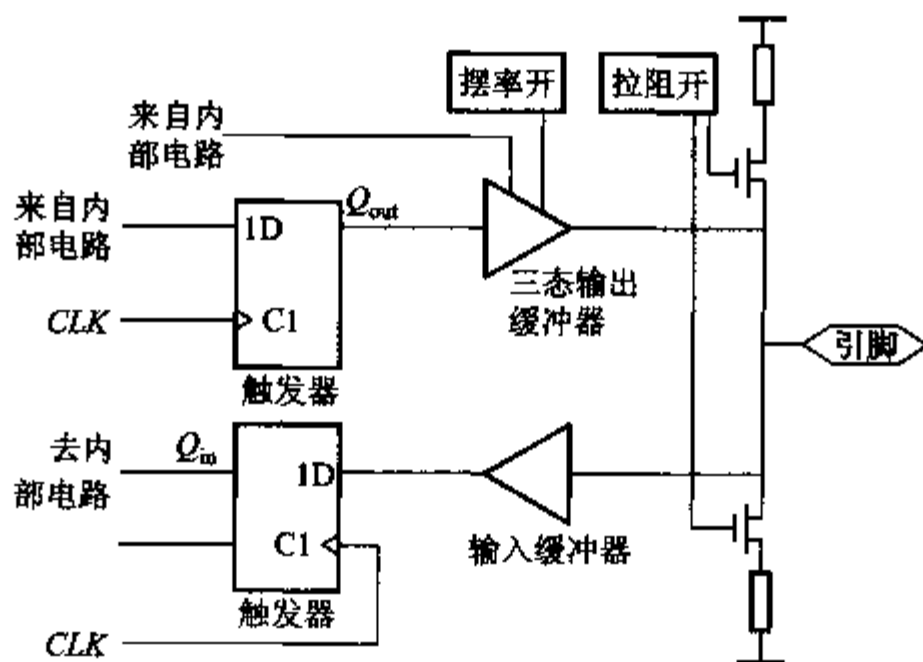 摆率开
拉阻开
来自内
部电路
来自内
部电路
Qout
1D
CLK
C1
三态输出
缓冲器
触发器
引脚
去内
部电路
Qin
1D
C1
输入缓冲器
触发器
CLK